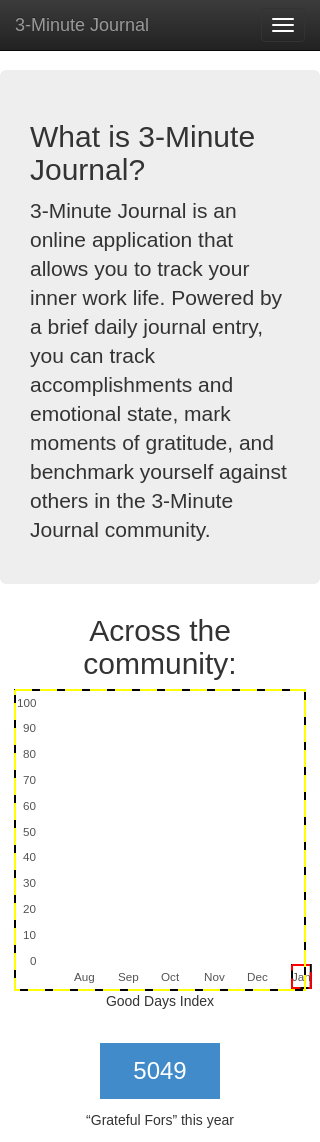 3-Minute Journal
What is 3-Minute
Journal?
3-Minute Journal is an
online application that
allows you to track your
inner work life. Powered by
a brief daily journal entry,
you can track
accomplishments and
emotional state, mark
moments of gratitude, and
benchmark yourself against
others in the 3-Minute
Journal community.
Across the
community:
100
90
80
70
60
50
40
30
20
10
0
Aug Sep Oct Nov Dec Jan
Good Days Index
5049
“Grateful Fors” this year